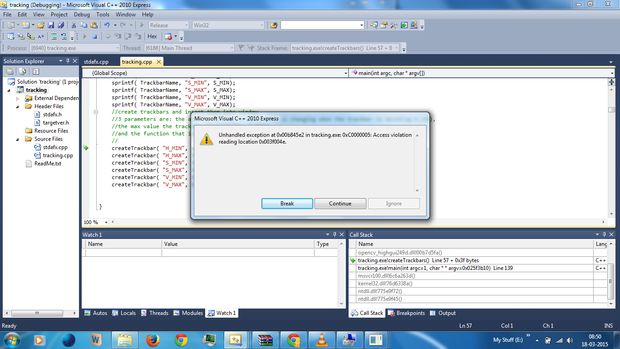 tracking (Debugging) - Microsoft Visual C++ 2010 Express
File Edit View Project Debug Tools Window Help
Release Win32
Hex
Process: [6940] tracking.exe Thread: Main Thread Stack Frame: tracking.exe!createTrackbars() Line 57 + 0
Solution Explorer
Solution 'tracking' (1 proj
tracking
External Dependen
Header Files
stdafx.h
targetver.h
Resource Files
Source Files
stdafx.cpp
tracking.cpp
ReadMe.txt
stdafx.cpp tracking.cpp
(Global Scope) main(int argc, char * argv[])
sprintf( TrackbarName, "S_MIN", S_MIN);
sprintf( TrackbarName, "S_MAX", S_MAX);
sprintf( TrackbarName, "V_MIN", V_MIN);
sprintf( TrackbarName, "V_MAX", V_MAX);
//create trackbars and
//3 parameters are: the
//the max value the track
//and the function that i
//
createTrackbar( "H_MIN",
createTrackbar(
createTrackbar( "S_MIN",
createTrackbar( "S_MAX",
createTrackbar( "V_MIN",
createTrackbar( "V_MAX",
}
100 %
Microsoft Visual C++ 2010 Express
Unhandled exception at 0x00b845e2 in tracking.exe: 0xC0000005: Access violation
reading location 0x003f004e.
Break Continue Ignore
Watch 1
Name Value Type
Call Stack
Name Lang
opencv_highgui249d.dll!00b7d5fa()
tracking.exe!createTrackbars() Line 57 + 0x3f bytes C++
tracking.exe!main(int argc=1, char * * argv=0x025f3b10) Line 139 C++
msvcr100.dll!6c6a263d()
kernel32.dll!76d6338a()
ntdll.dll!775e9f72()
ntdll.dll!775e9f45()
Autos Locals Threads Modules Watch 1
Call Stack Breakpoints Output
Ready Ln 57 Col 1 Ch 1 INS
My Stuff (E:)
08:50
18-03-2015